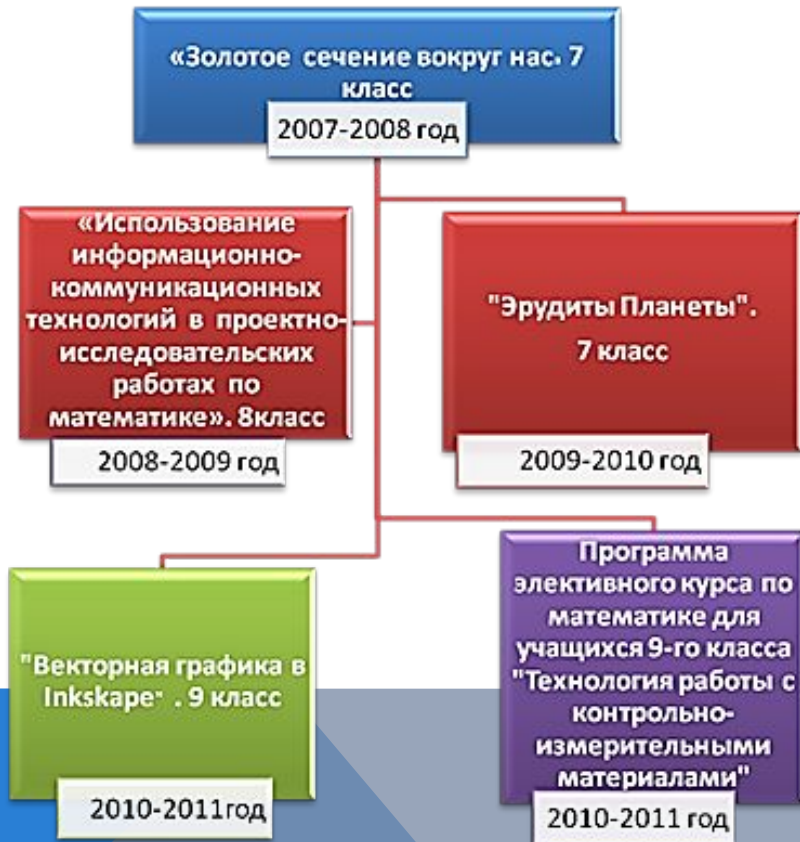 «Золотое сечение вокруг нас. 7
класс
2007-2008 год
«Использование
информационно-
коммуникационных
технологий в проектно-
исследовательских
работах по
математике». 8класс
2008-2009 год
"Эрудиты Планеты".
7 класс
2009-2010 год
"Векторная графика в
Inkskape" . 9 класс
2010-2011год
Программа
элективного курса по
математике для
учащихся 9-го класса
"Технология работы с
контрольно-
измерительными
материалами"
2010-2011 год